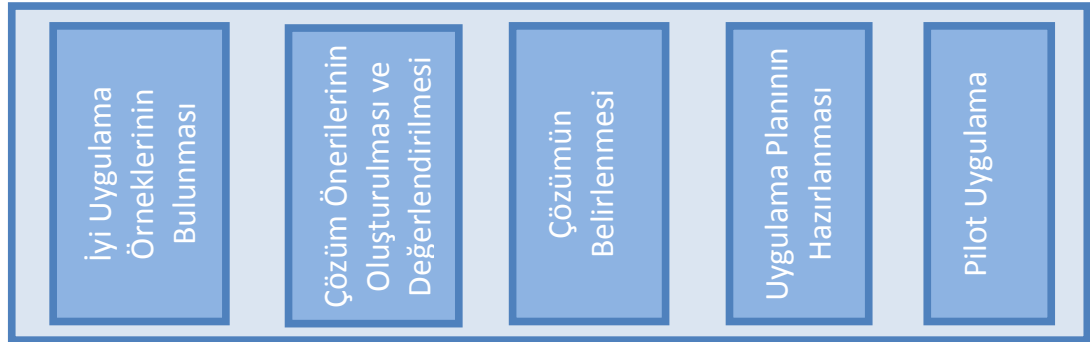 İyi Uygulama
Örneklerinin
Bulunması
Çözüm Önerilerinin
Oluşturulması ve
Değerlendirilmesi
Çözümün
Belirlenmesi
Uygulama Planının
Hazırlanması
Pilot Uygulama